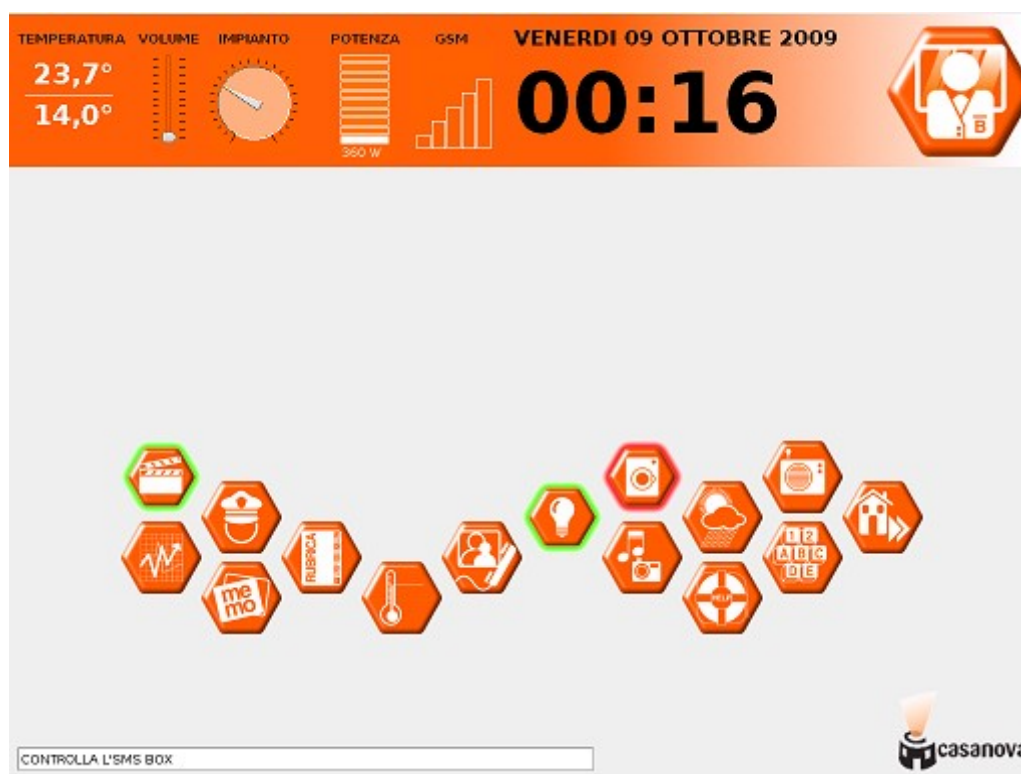 TEMPERATURA VOLUME IMPIANTO POTENZA GSM VENERDI 09 OTTOBRE 2009
23,7°
14,0°
00:16
B
360 W
RUBRICA
me
mo
HELP
1 2
A B C
D E
CONTROLLA L'SMS BOX
casanova